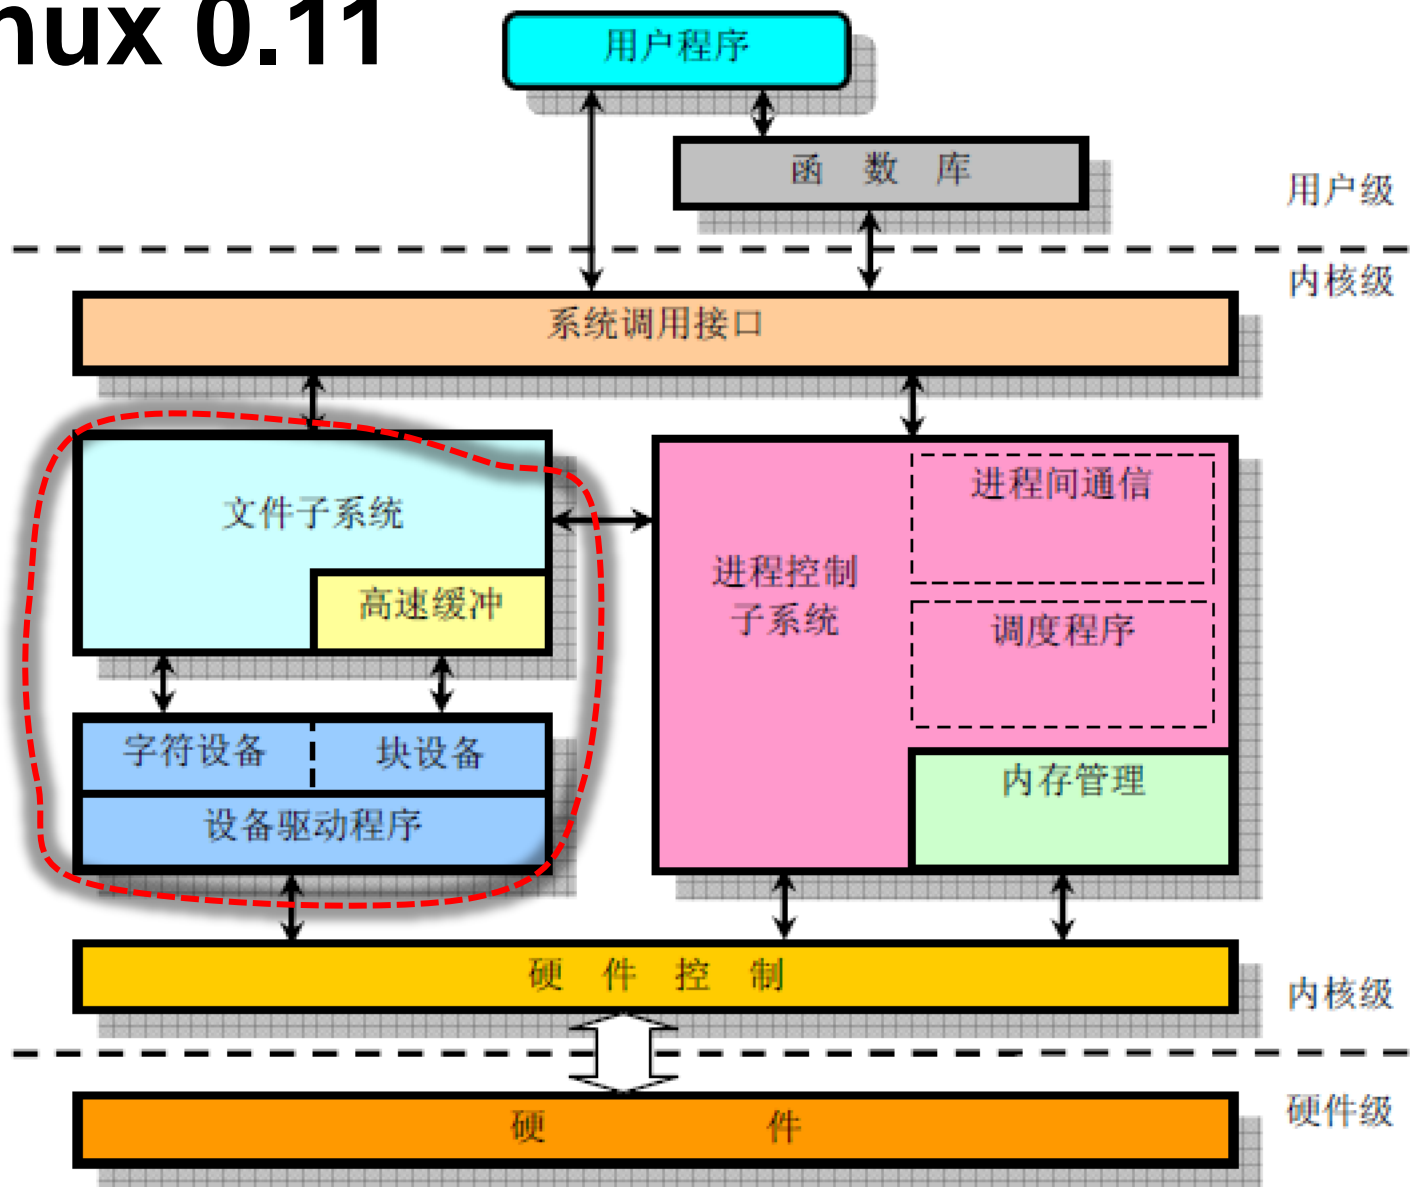 nux 0.11
用户程序
函 数 库
用户级
内核级
系统调用接口
文件子系统
高速缓冲
进程间通信
进程控制
子系统
调度程序
字符设备
块设备
设备驱动程序
内存管理
硬 件 控 制
内核级
硬 件
硬件级